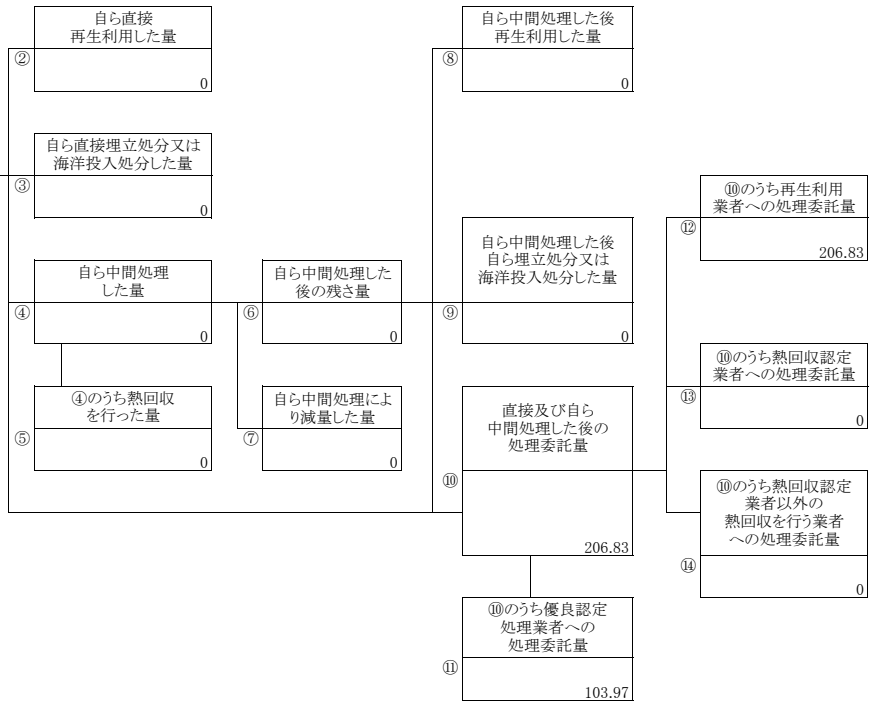 自ら直接
再生利用した量
②
0
自ら中間処理した後
再生利用した量
⑧
0
自ら直接埋立処分又は
海洋投入処分した量
③
0
⑩のうち再生利用
業者への処理委託量
⑫
206.83
自ら中間処理
した量
④
0
自ら中間処理した
後の残さ量
⑥
0
自ら中間処理した後
自ら埋立処分又は
海洋投入処分した量
⑨
0
⑩のうち熱回収認定
業者への処理委託量
⑬
0
④のうち熱回収
を行った量
⑤
0
自ら中間処理によ
り減量した量
⑦
0
直接及び自ら
中間処理した後の
処理委託量
⑩
206.83
⑩のうち熱回収認定
業者以外の
熱回収を行う業者
への処理委託量
⑭
0
⑩のうち優良認定
処理業者への
処理委託量
⑪
103.97